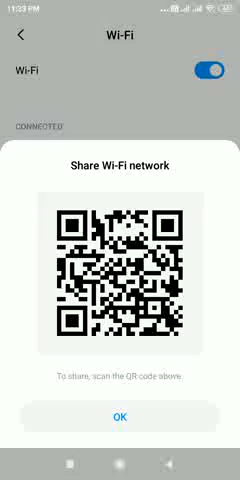 11:23 PM
Wi-Fi
Wi-Fi
CONNECTED
Share Wi-Fi network
To share, scan the QR code above
OK